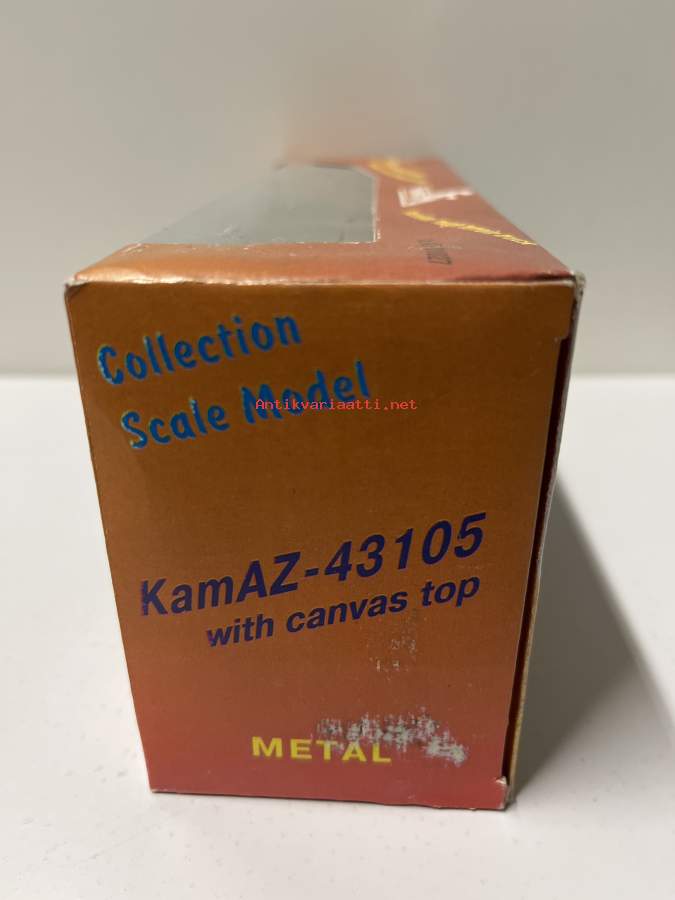 Collection
Scale Model
Antikvariaatti.net
KamAZ-43105
with canvas top
METAL